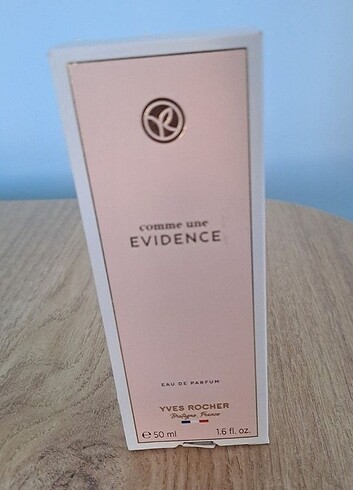 comme une
EVIDENCE
EAU DE PARFUM
YVES ROCHER
Bretagne, France
℮ 50 ml 1.6 fl. oz.